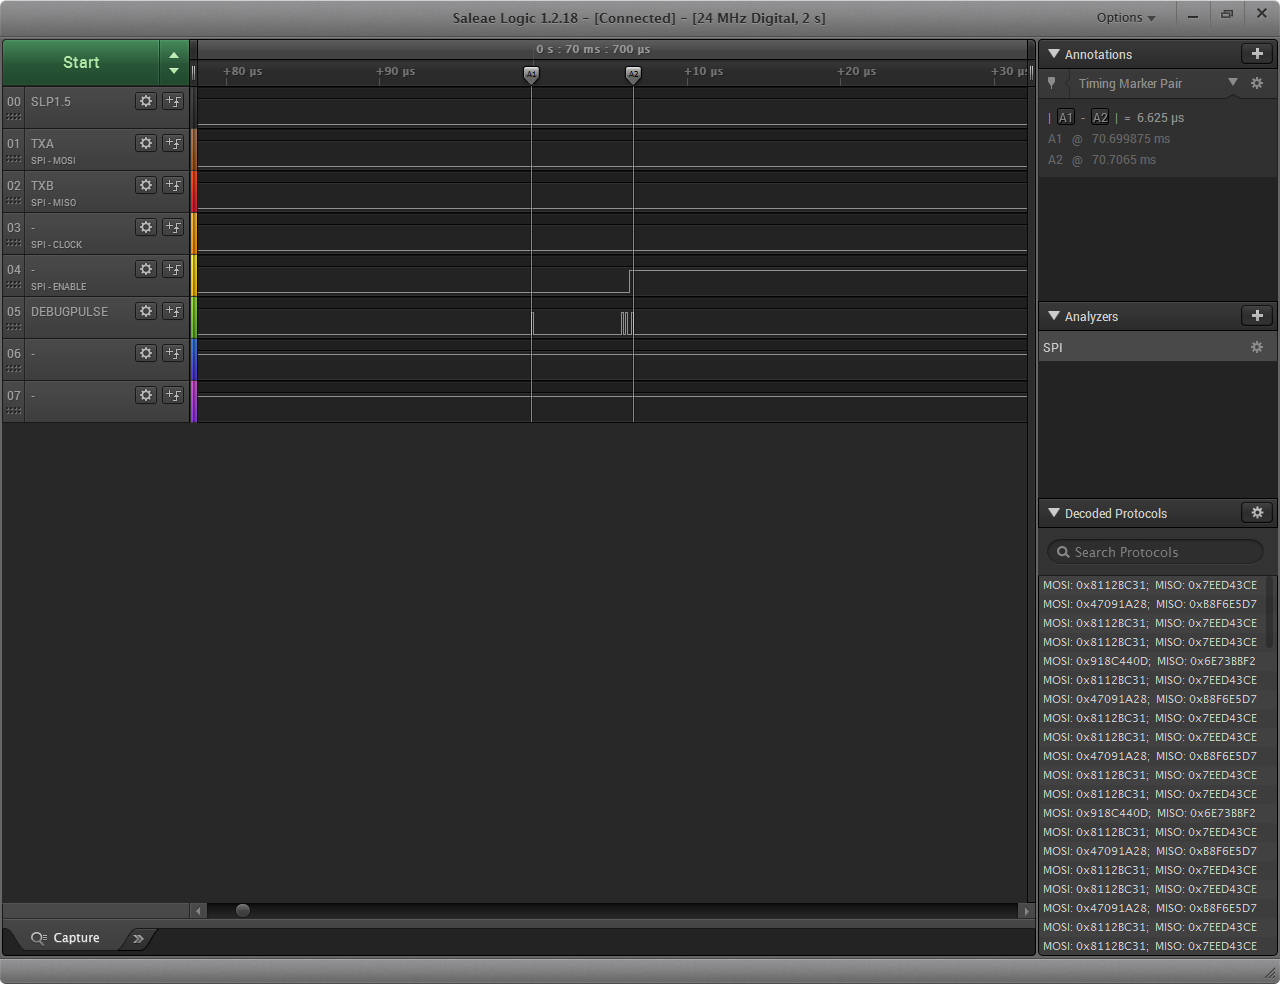 Saleae Logic 1.2.18 - [Connected] - [24 MHz Digital, 2 s]
Options
Start
0 s : 70 ms : 700 µs
+80 µs
+90 µs
A1
A2
+10 µs
+20 µs
+30 µs
00
SLP1.5
01
TXA
SPI - MOSI
02
TXB
SPI - MISO
03
-
SPI - CLOCK
04
-
SPI - ENABLE
05
DEBUGPULSE
06
-
07
-
Capture
Annotations
Timing Marker Pair
| A1 - A2 | = 6.625 µs
A1 @ 70.699875 ms
A2 @ 70.7065 ms
Analyzers
SPI
Decoded Protocols
Search Protocols
MOSI: 0x8112BC31; MISO: 0x7EED43CE
MOSI: 0x47091A28; MISO: 0xB8F6E5D7
MOSI: 0x8112BC31; MISO: 0x7EED43CE
MOSI: 0x8112BC31; MISO: 0x7EED43CE
MOSI: 0x918C440D; MISO: 0x6E73BBF2
MOSI: 0x8112BC31; MISO: 0x7EED43CE
MOSI: 0x47091A28; MISO: 0xB8F6E5D7
MOSI: 0x8112BC31; MISO: 0x7EED43CE
MOSI: 0x8112BC31; MISO: 0x7EED43CE
MOSI: 0x47091A28; MISO: 0xB8F6E5D7
MOSI: 0x8112BC31; MISO: 0x7EED43CE
MOSI: 0x8112BC31; MISO: 0x7EED43CE
MOSI: 0x918C440D; MISO: 0x6E73BBF2
MOSI: 0x8112BC31; MISO: 0x7EED43CE
MOSI: 0x47091A28; MISO: 0xB8F6E5D7
MOSI: 0x8112BC31; MISO: 0x7EED43CE
MOSI: 0x8112BC31; MISO: 0x7EED43CE
MOSI: 0x47091A28; MISO: 0xB8F6E5D7
MOSI: 0x8112BC31; MISO: 0x7EED43CE
MOSI: 0x8112BC31; MISO: 0x7EED43CE